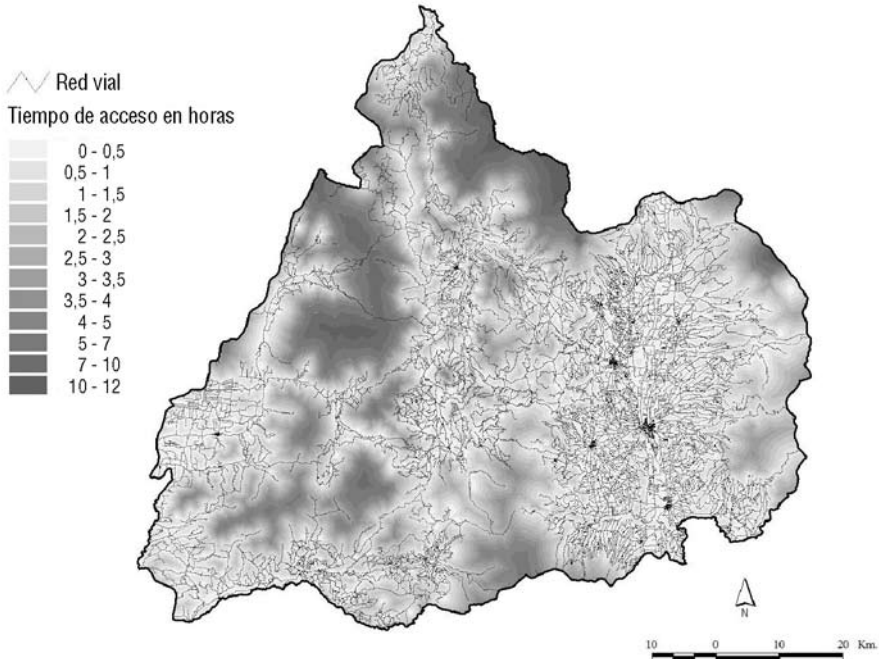 Red vial
Tiempo de acceso en horas
0 - 0,5
0,5 - 1
1 - 1,5
1,5 - 2
2 - 2,5
2,5 - 3
3 - 3,5
3,5 - 4
4 - 5
5 - 7
7 - 10
10 - 12
N
10 0 10 20 Km.